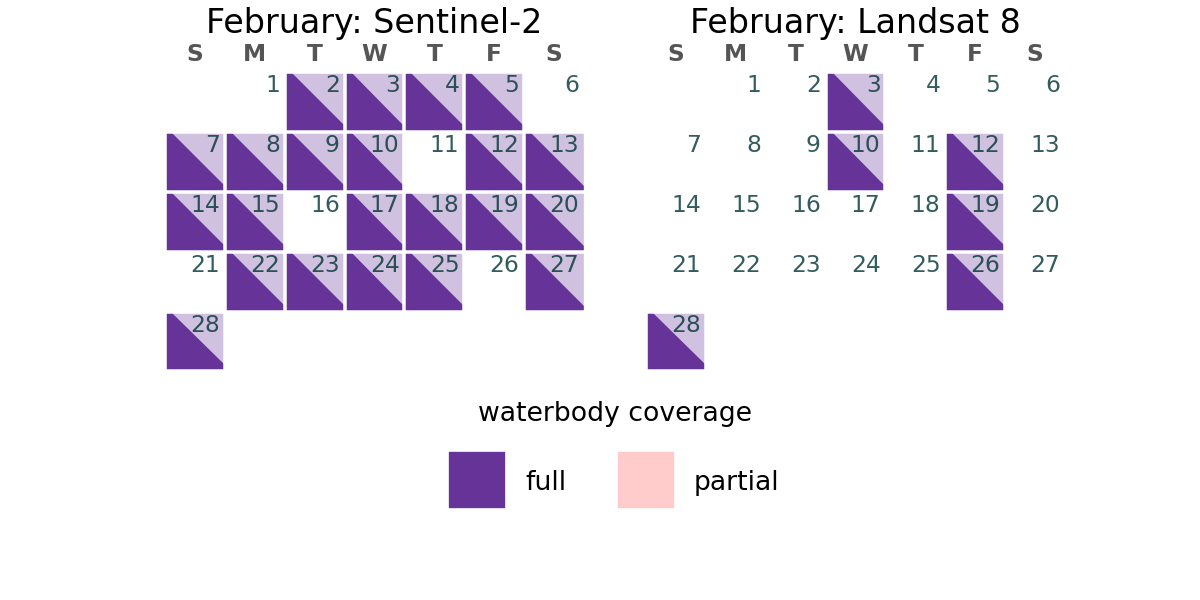 February: Sentinel-2
S M T W T F S
1 2 3 4 5 6
7 8 9 10 11 12 13
14 15 16 17 18 19 20
21 22 23 24 25 26 27
28
February: Landsat 8
S M T W T F S
1 2 3 4 5 6
7 8 9 10 11 12 13
14 15 16 17 18 19 20
21 22 23 24 25 26 27
28
waterbody coverage
full partial